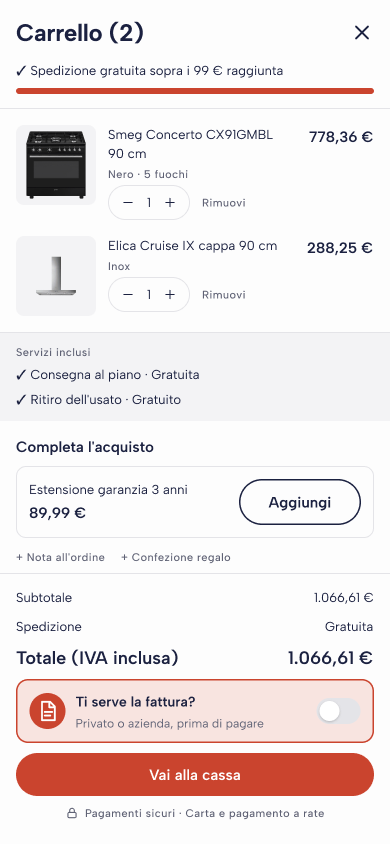 Carrello (2)
✓ Spedizione gratuita sopra i 99 € raggiunta
Smeg Concerto CX91GMBL 90 cm
778,36 €
Nero · 5 fuochi
− 1 +
Rimuovi
Elica Cruise IX cappa 90 cm
288,25 €
Inox
− 1 +
Rimuovi
Servizi inclusi
✓ Consegna al piano · Gratuita
✓ Ritiro dell'usato · Gratuito
Completa l'acquisto
Estensione garanzia 3 anni
89,99 €
Aggiungi
+ Nota all'ordine
+ Confezione regalo
Subtotale 1.066,61 €
Spedizione Gratuita
Totale (IVA inclusa) 1.066,61 €
Ti serve la fattura?
Privato o azienda, prima di pagare
Vai alla cassa
Pagamenti sicuri · Carta e pagamento a rate